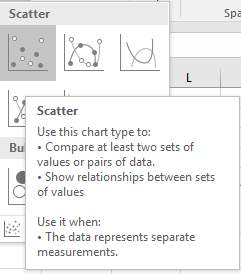 Scatter
Spa
L
Bu
Scatter
Use this chart type to:
• Compare at least two sets of
values or pairs of data.
• Show relationships between sets
of values
Use it when:
• The data represents separate
measurements.